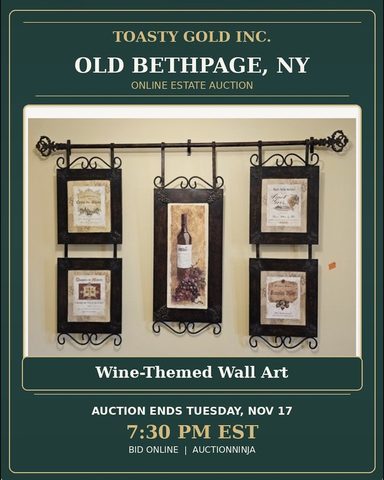 TOASTY GOLD INC.
OLD BETHPAGE, NY
ONLINE ESTATE AUCTION
Wine-Themed Wall Art
AUCTION ENDS TUESDAY, NOV 17
7:30 PM EST
BID ONLINE | AUCTIONNINJA